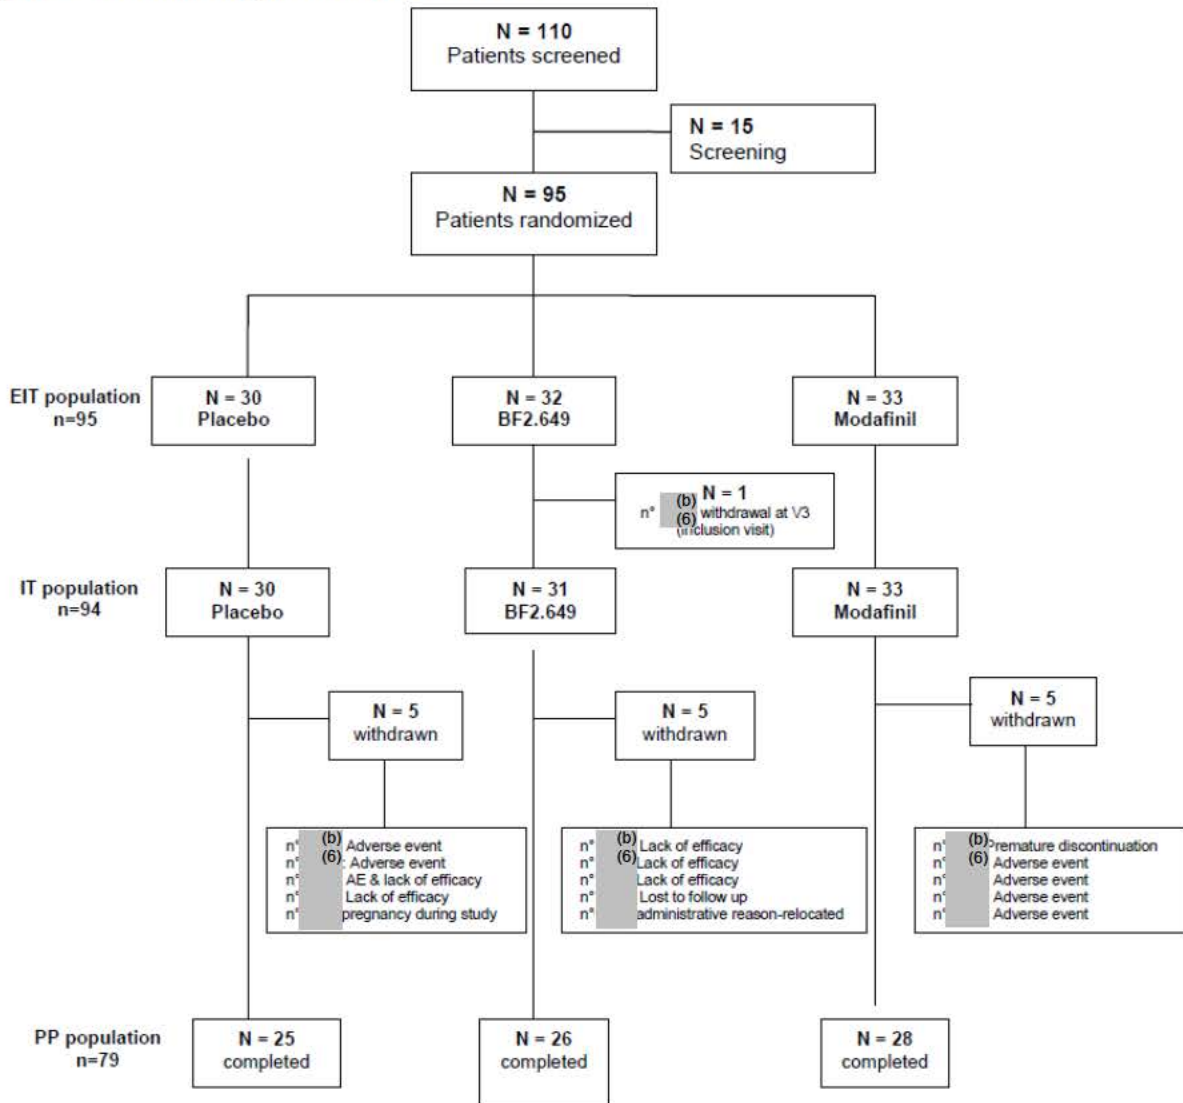 N = 110
Patients screened
N = 15
Screening
N = 95
Patients randomized
EIT population
n=95
N = 30
Placebo
N = 32
BF2.649
N = 33
Modafinil
N = 1
n° (b) (6) withdrawal at V3
(inclusion visit)
IT population
n=94
N = 30
Placebo
N = 31
BF2.649
N = 33
Modafinil
N = 5
withdrawn
N = 5
withdrawn
N = 5
withdrawn
n° (b) Adverse event
n° (6) : Adverse event
n° AE & lack of efficacy
n° Lack of efficacy
n° pregnancy during study
n° (b) Lack of efficacy
n° (6) Lack of efficacy
n° Lack of efficacy
n° Lost to follow up
n° administrative reason-relocated
n° (b) Premature discontinuation
n° (6) Adverse event
n° Adverse event
n° Adverse event
n° Adverse event
PP population
n=79
N = 25
completed
N = 26
completed
N = 28
completed